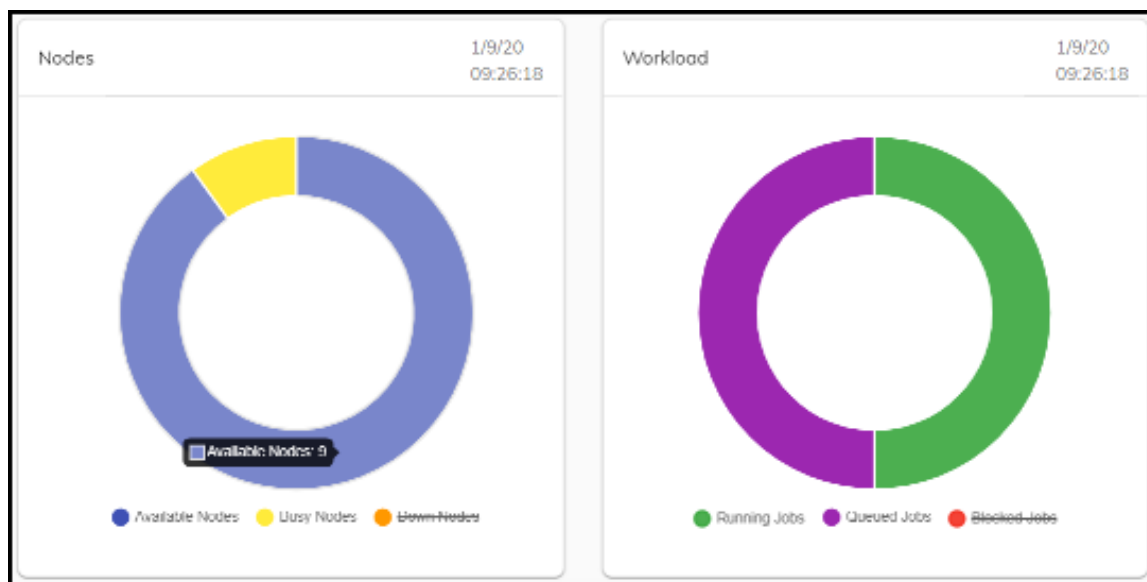 Nodes
1/9/20
09:26:18
Available Nodes: 9
Available Nodes Busy Nodes Down Nodes
Workload
1/9/20
09:26:18
Running Jobs Queued Jobs Blocked Jobs